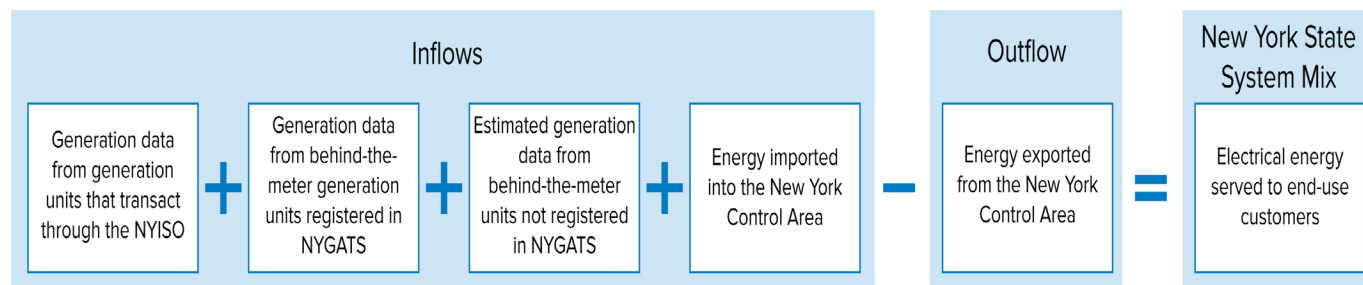 Inflows
Generation data
from generation
units that transact
through the NYISO
+
Generation data
from behind-the-
meter generation
units registered in
NYGATS
+
Estimated generation
data from
behind-the-meter
units not registered
in NYGATS
+
Energy imported
into the New York
Control Area
−
Outflow
Energy exported
from the New York
Control Area
=
New York State
System Mix
Electrical energy
served to end-use
customers